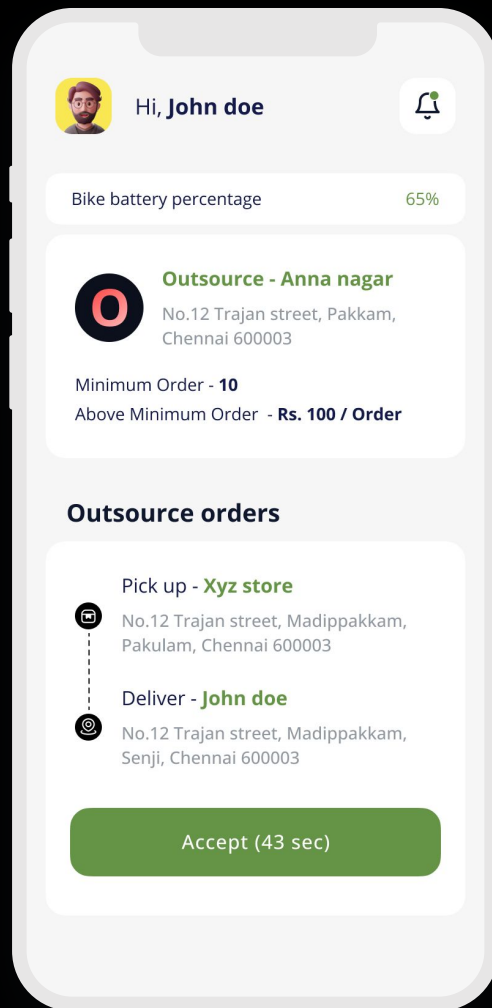 Hi, John doe
Bike battery percentage 65%
O
Outsource - Anna nagar
No.12 Trajan street, Pakkam,
Chennai 600003
Minimum Order - 10
Above Minimum Order - Rs. 100 / Order
Outsource orders
Pick up - Xyz store
No.12 Trajan street, Madippakkam,
Pakulam, Chennai 600003
Deliver - John doe
No.12 Trajan street, Madippakkam,
Senji, Chennai 600003
Accept (43 sec)